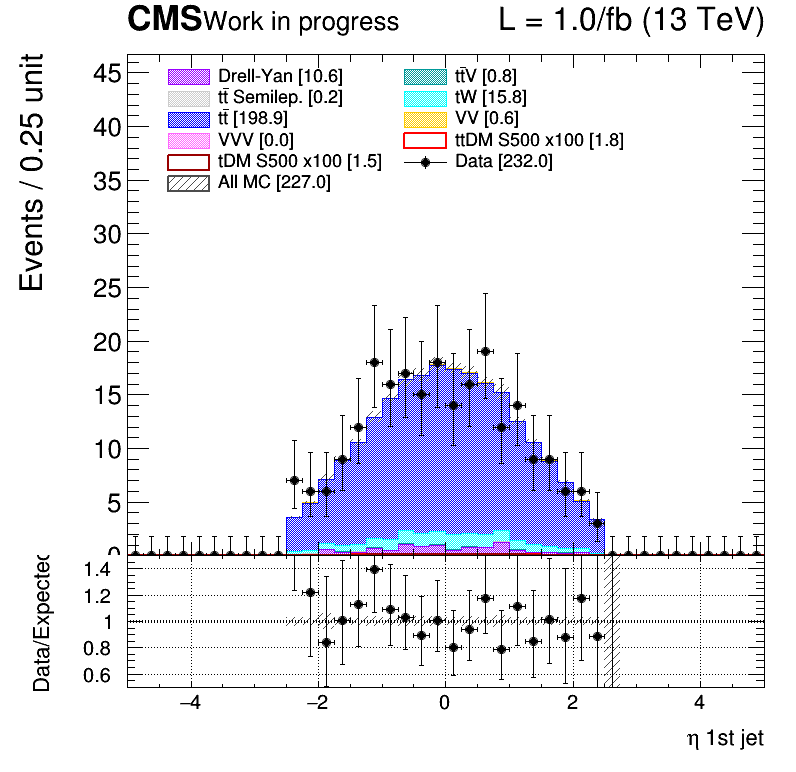 CMS Work in progress L = 1.0/fb (13 TeV)
Events / 0.25 unit
45
40
35
30
25
20
15
10
5
0
Drell-Yan [10.6] tt̄V [0.8]
tt̄ Semilep. [0.2] tW [15.8]
tt̄ [198.9] VV [0.6]
VVV [0.0] ttDM S500 x100 [1.8]
tDM S500 x100 [1.5] Data [232.0]
All MC [227.0]
Data/Expected
1.4
1.2
1
0.8
0.6
−4 −2 0 2 4
η 1st jet